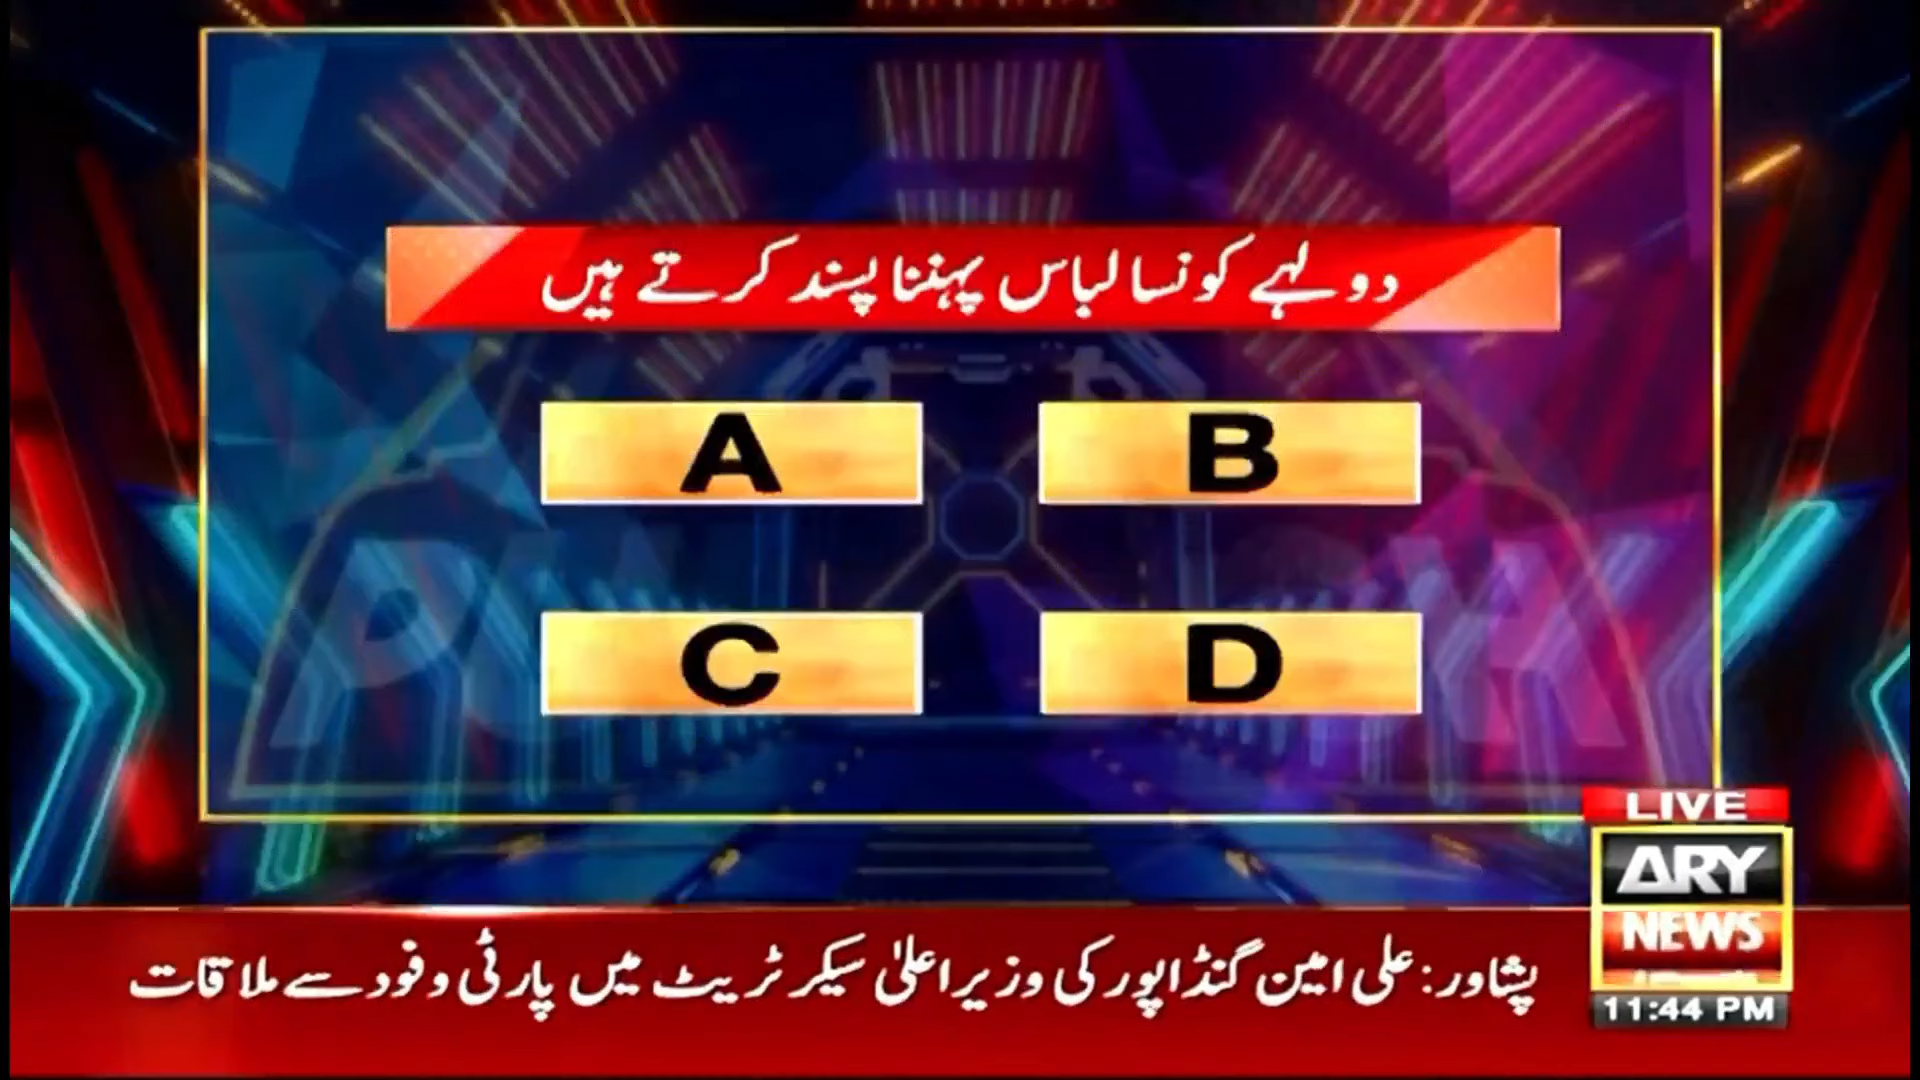 دولہے کونسا لباس پہننا پسند کرتے ہیں
A
B
C
D
LIVE
ARY
NEWS
11:44 PM
پشاور: علی امین گنڈاپور کی وزیراعلیٰ سیکرٹریٹ میں پارٹی وفود سے ملاقات